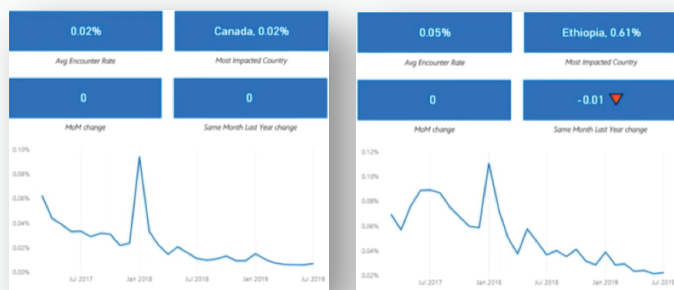 0.02%
Canada, 0.02%
Avg Encounter Rate
Most Impacted Country
0
0
MoM change
Same Month Last Year change
0.10%
0.08%
0.06%
0.04%
0.02%
0.00%
Jul 2017
Jan 2018
Jul 2018
Jan 2019
Jul 2019
0.05%
Ethiopia, 0.61%
Avg Encounter Rate
Most Impacted Country
0
-0.01
MoM change
Same Month Last Year change
0.12%
0.10%
0.08%
0.06%
0.04%
0.02%
Jul 2017
Jan 2018
Jul 2018
Jan 2019
Jul 2019